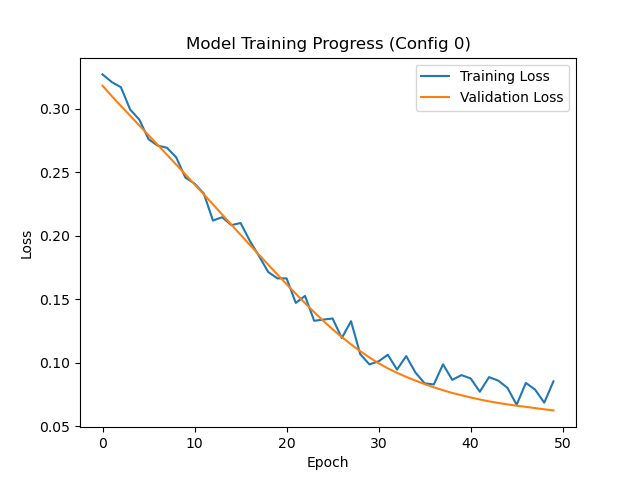 Model Training Progress (Config 0)
Training Loss
Validation Loss
0.30
0.25
0.20
0.15
0.10
0.05
Loss
0 10 20 30 40 50
Epoch